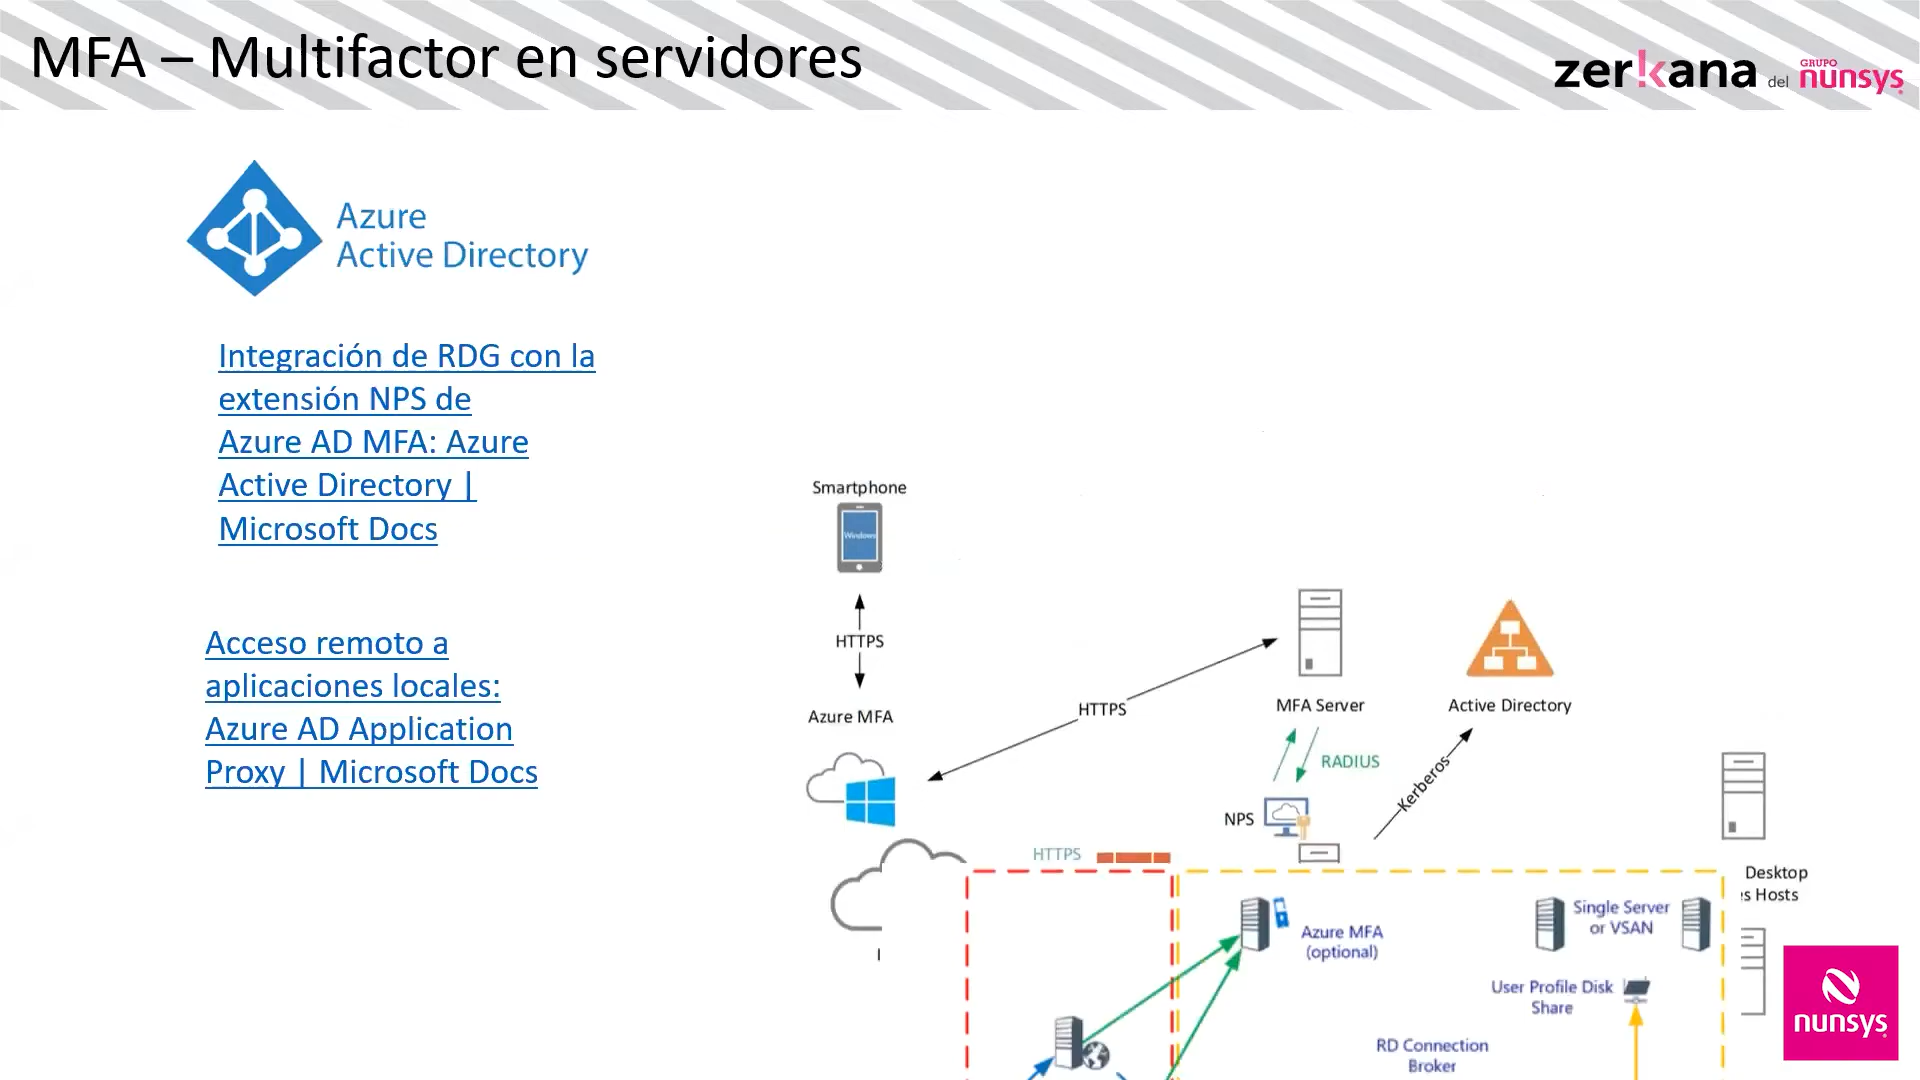 MFA – Multifactor en servidores
zer!kana del GRUPO nunsys
Azure
Active Directory
Integración de RDG con la
extensión NPS de
Azure AD MFA: Azure
Active Directory |
Microsoft Docs
Acceso remoto a
aplicaciones locales:
Azure AD Application
Proxy | Microsoft Docs
Smartphone
Windows
HTTPS
Azure MFA
HTTPS
MFA Server
Active Directory
RADIUS
Kerberos
NPS
HTTPS
Desktop
Hosts
Azure MFA
(optional)
Single Server
or VSAN
User Profile Disk
Share
RD Connection
Broker
nunsys